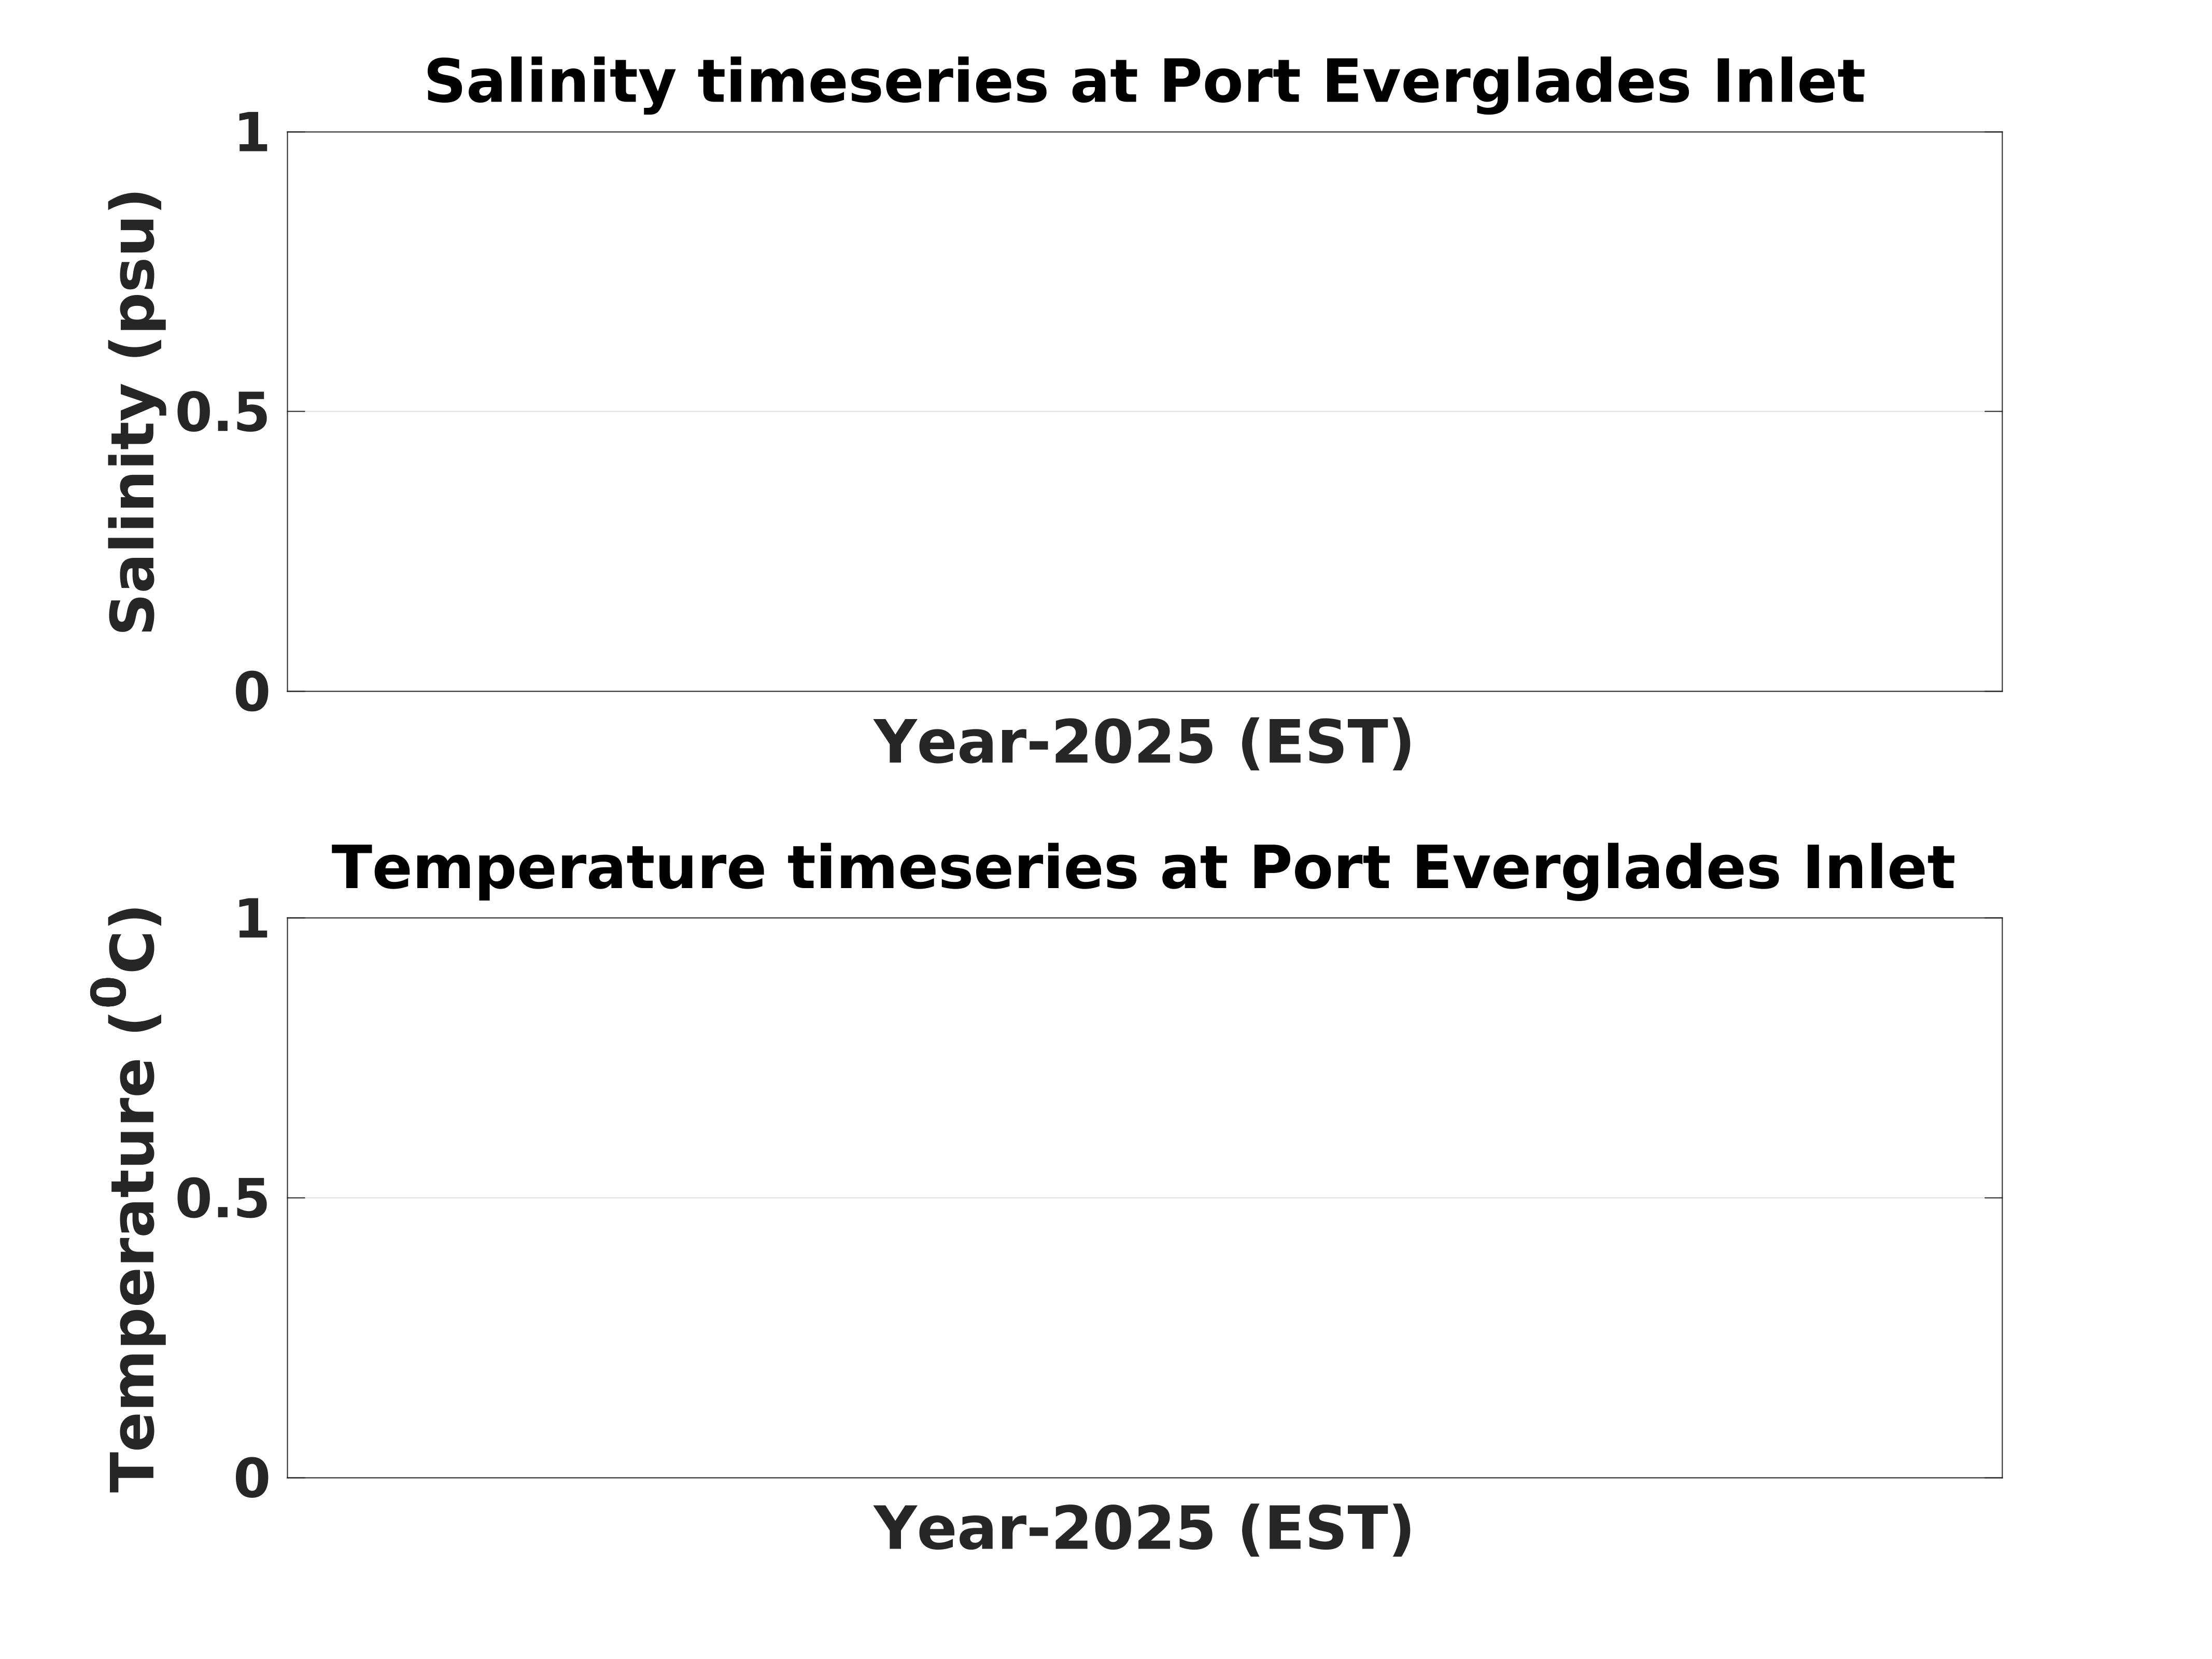 Salinity timeseries at Port Everglades Inlet
1
0.5
0
Salinity (psu)
Year-2025 (EST)
Temperature timeseries at Port Everglades Inlet
1
0.5
0
Temperature (⁰C)
Year-2025 (EST)